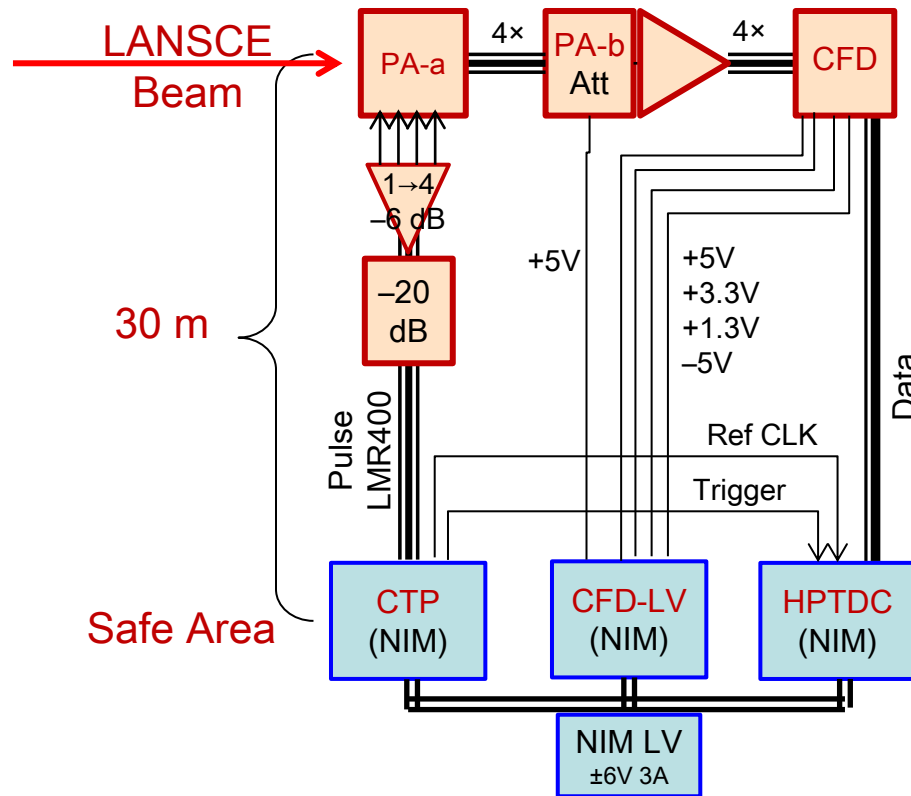 LANSCE
Beam
PA-a
4×
PA-b
Att
4×
CFD
1→4
–6 dB
–20
dB
30 m
+5V
+5V
+3.3V
+1.3V
–5V
Data
Pulse
LMR400
Ref CLK
Trigger
Safe Area
CTP
(NIM)
CFD-LV
(NIM)
HPTDC
(NIM)
NIM LV
±6V 3A